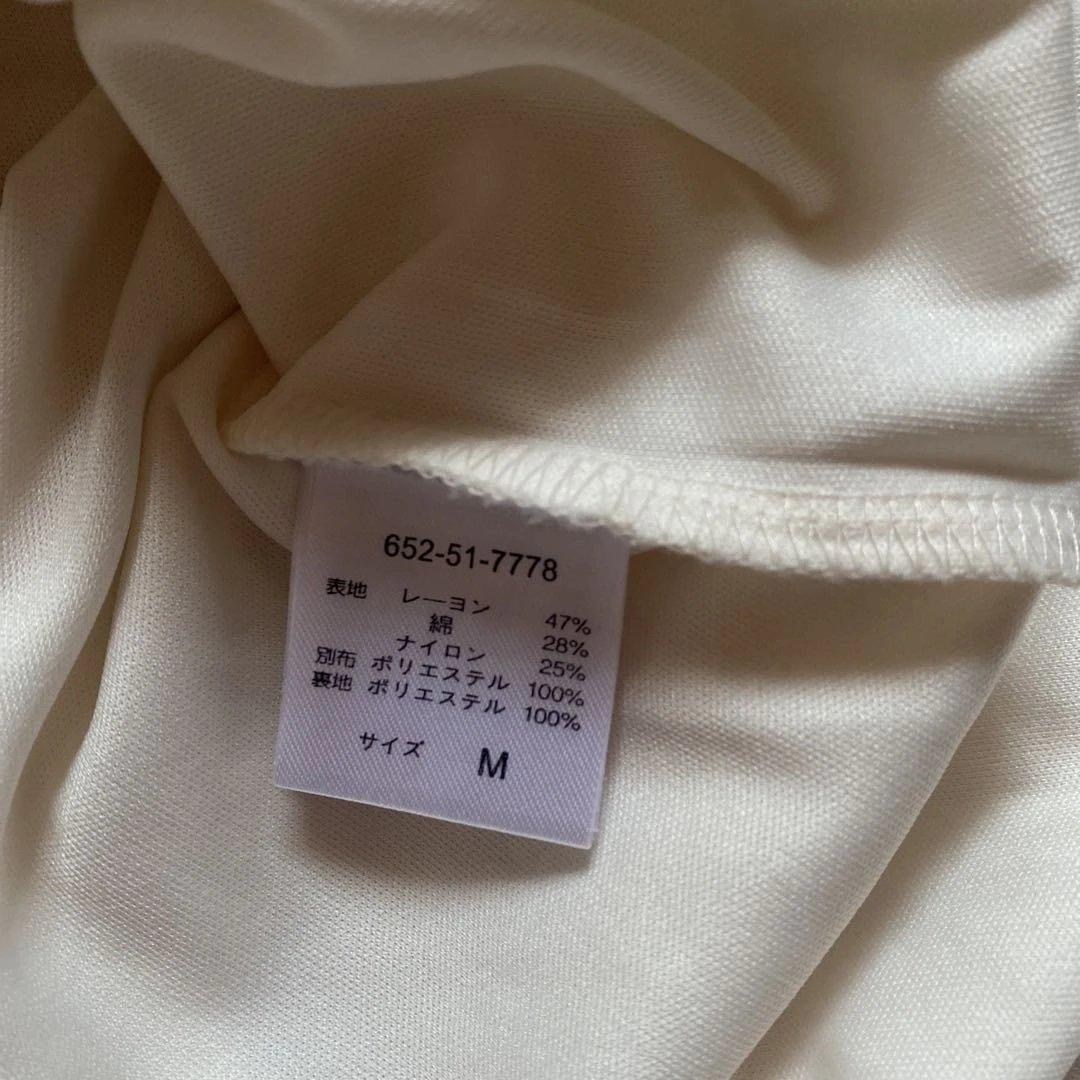 652-51-7778
表地 レーヨン 47%
綿 28%
ナイロン 25%
別布 ポリエステル 100%
裏地 ポリエステル 100%
サイズ M